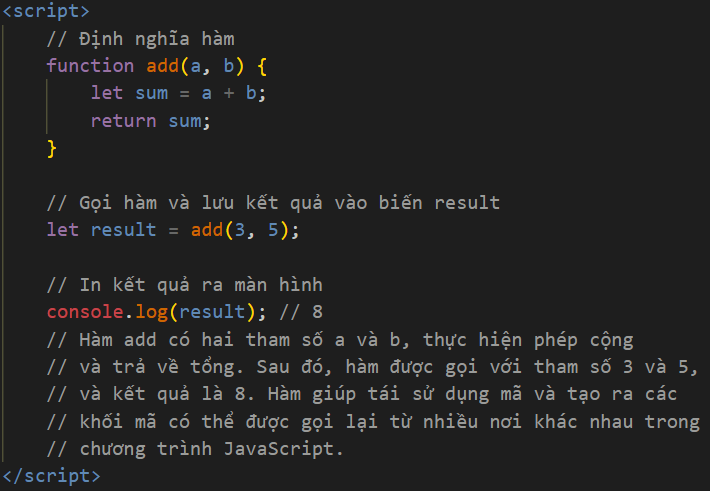 <script>
// Định nghĩa hàm
function add(a, b) {
let sum = a + b;
return sum;
}
// Gọi hàm và lưu kết quả vào biến result
let result = add(3, 5);
// In kết quả ra màn hình
console.log(result); // 8
// Hàm add có hai tham số a và b, thực hiện phép cộng
// và trả về tổng. Sau đó, hàm được gọi với tham số 3 và 5,
// và kết quả là 8. Hàm giúp tái sử dụng mã và tạo ra các
// khối mã có thể được gọi lại từ nhiều nơi khác nhau trong
// chương trình JavaScript.
</script>